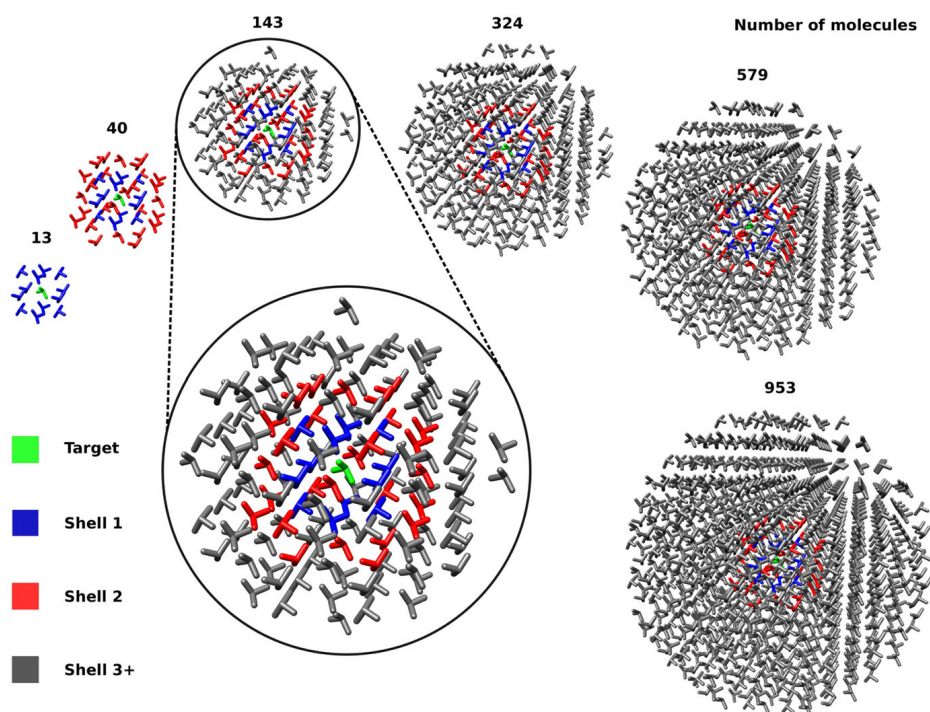 143
324
Number of molecules
579
40
13
953
Target
Shell 1
Shell 2
Shell 3+